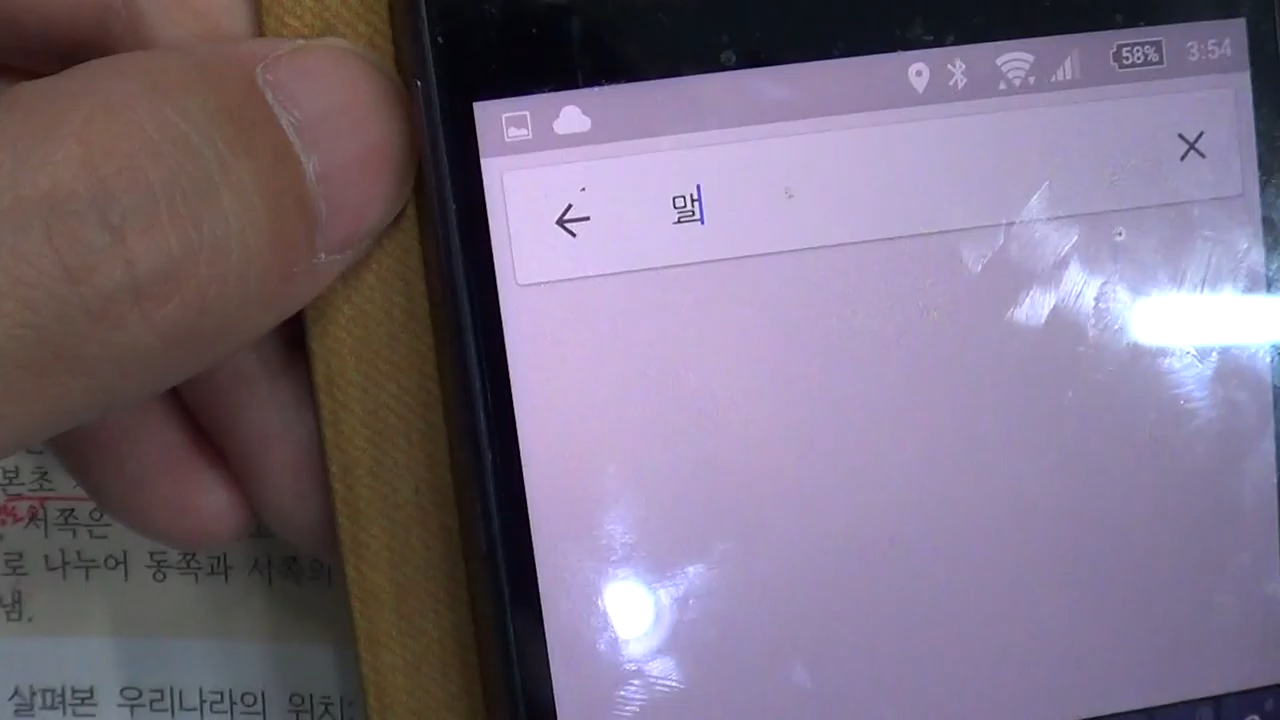 58% 3:54
말
본초
서쪽은
로 나누어 동쪽과 서쪽의
냄.
살펴본 우리나라의 위치: